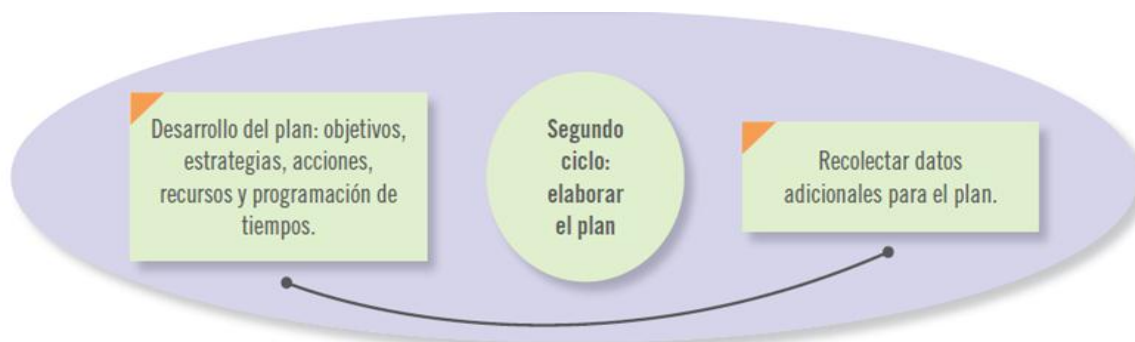 Desarrollo del plan: objetivos,
estrategias, acciones,
recursos y programación de
tiempos.
Segundo
ciclo:
elaborar
el plan
Recolectar datos
adicionales para el plan.